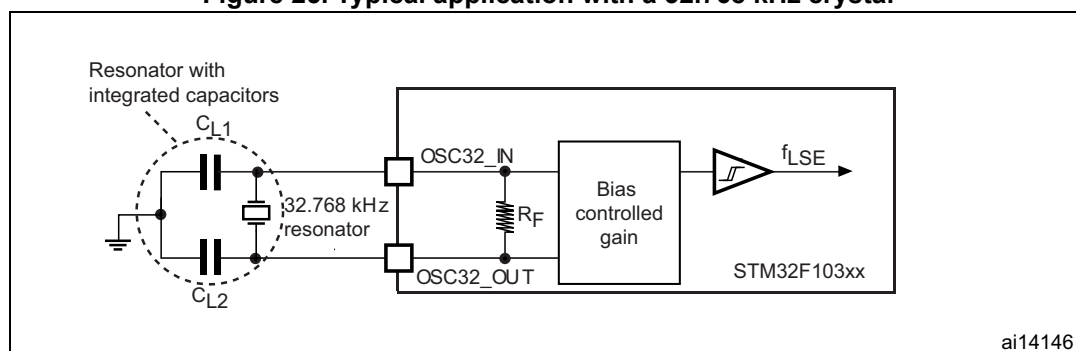 Resonator with
integrated capacitors
CL1
OSC32_IN
fLSE
32.768 kHz
resonator
RF
Bias
controlled
gain
OSC32_OUT
STM32F103xx
CL2
ai14146